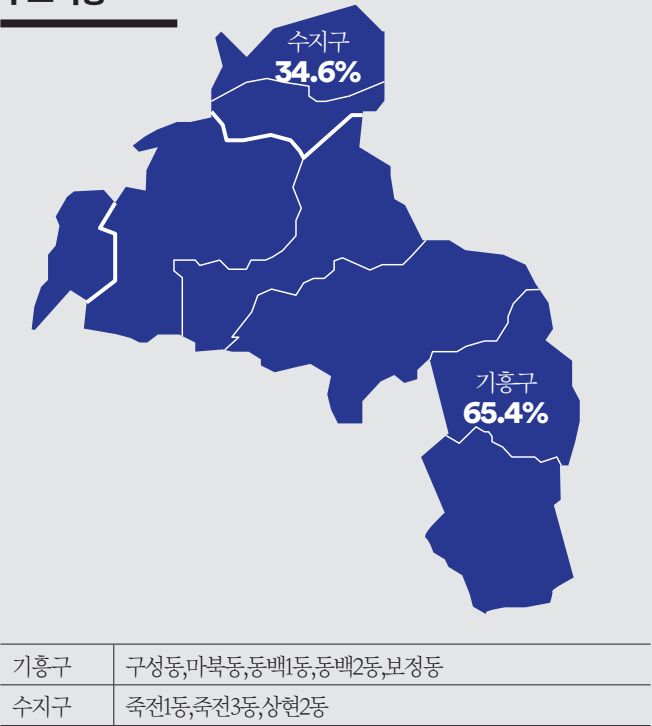 수지구
34.6%
기흥구
65.4%
기흥구 구성동,마북동,동백1동,동백2동,보정동
수지구 죽전1동,죽전3동,상현2동